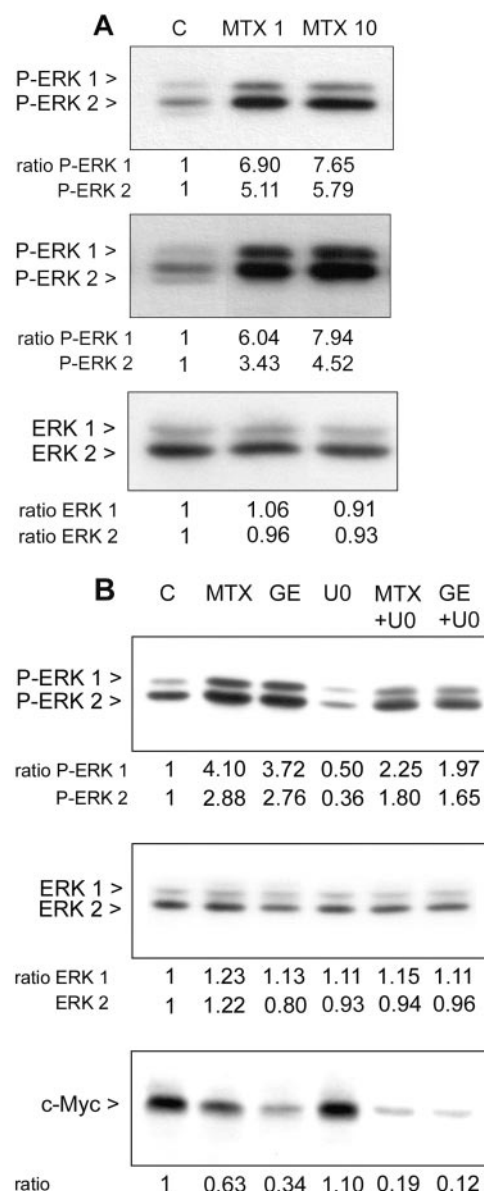 A C MTX 1 MTX 10
P-ERK 1 >
P-ERK 2 >
ratio P-ERK 1 1 6.90 7.65
P-ERK 2 1 5.11 5.79
P-ERK 1 >
P-ERK 2 >
ratio P-ERK 1 1 6.04 7.94
P-ERK 2 1 3.43 4.52
ERK 1 >
ERK 2 >
ratio ERK 1 1 1.06 0.91
ratio ERK 2 1 0.96 0.93
B C MTX GE U0 MTX GE
+U0 +U0
P-ERK 1 >
P-ERK 2 >
ratio P-ERK 1 1 4.10 3.72 0.50 2.25 1.97
P-ERK 2 1 2.88 2.76 0.36 1.80 1.65
ERK 1 >
ERK 2 >
ratio ERK 1 1 1.23 1.13 1.11 1.15 1.11
ERK 2 1 1.22 0.80 0.93 0.94 0.96
c-Myc >
ratio 1 0.63 0.34 1.10 0.19 0.12